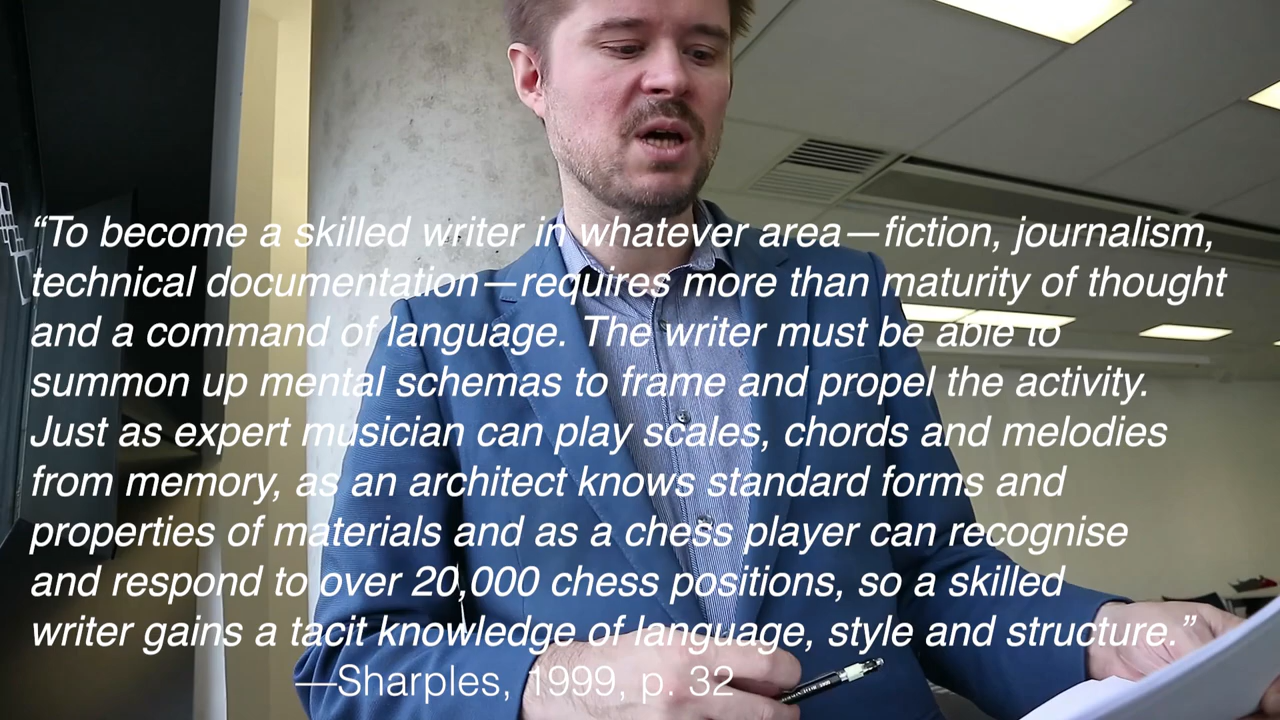 “To become a skilled writer in whatever area—fiction, journalism,
technical documentation—requires more than maturity of thought
and a command of language. The writer must be able to
summon up mental schemas to frame and propel the activity.
Just as expert musician can play scales, chords and melodies
from memory, as an architect knows standard forms and
properties of materials and as a chess player can recognise
and respond to over 20,000 chess positions, so a skilled
writer gains a tacit knowledge of language, style and structure.”
—Sharples, 1999, p. 32